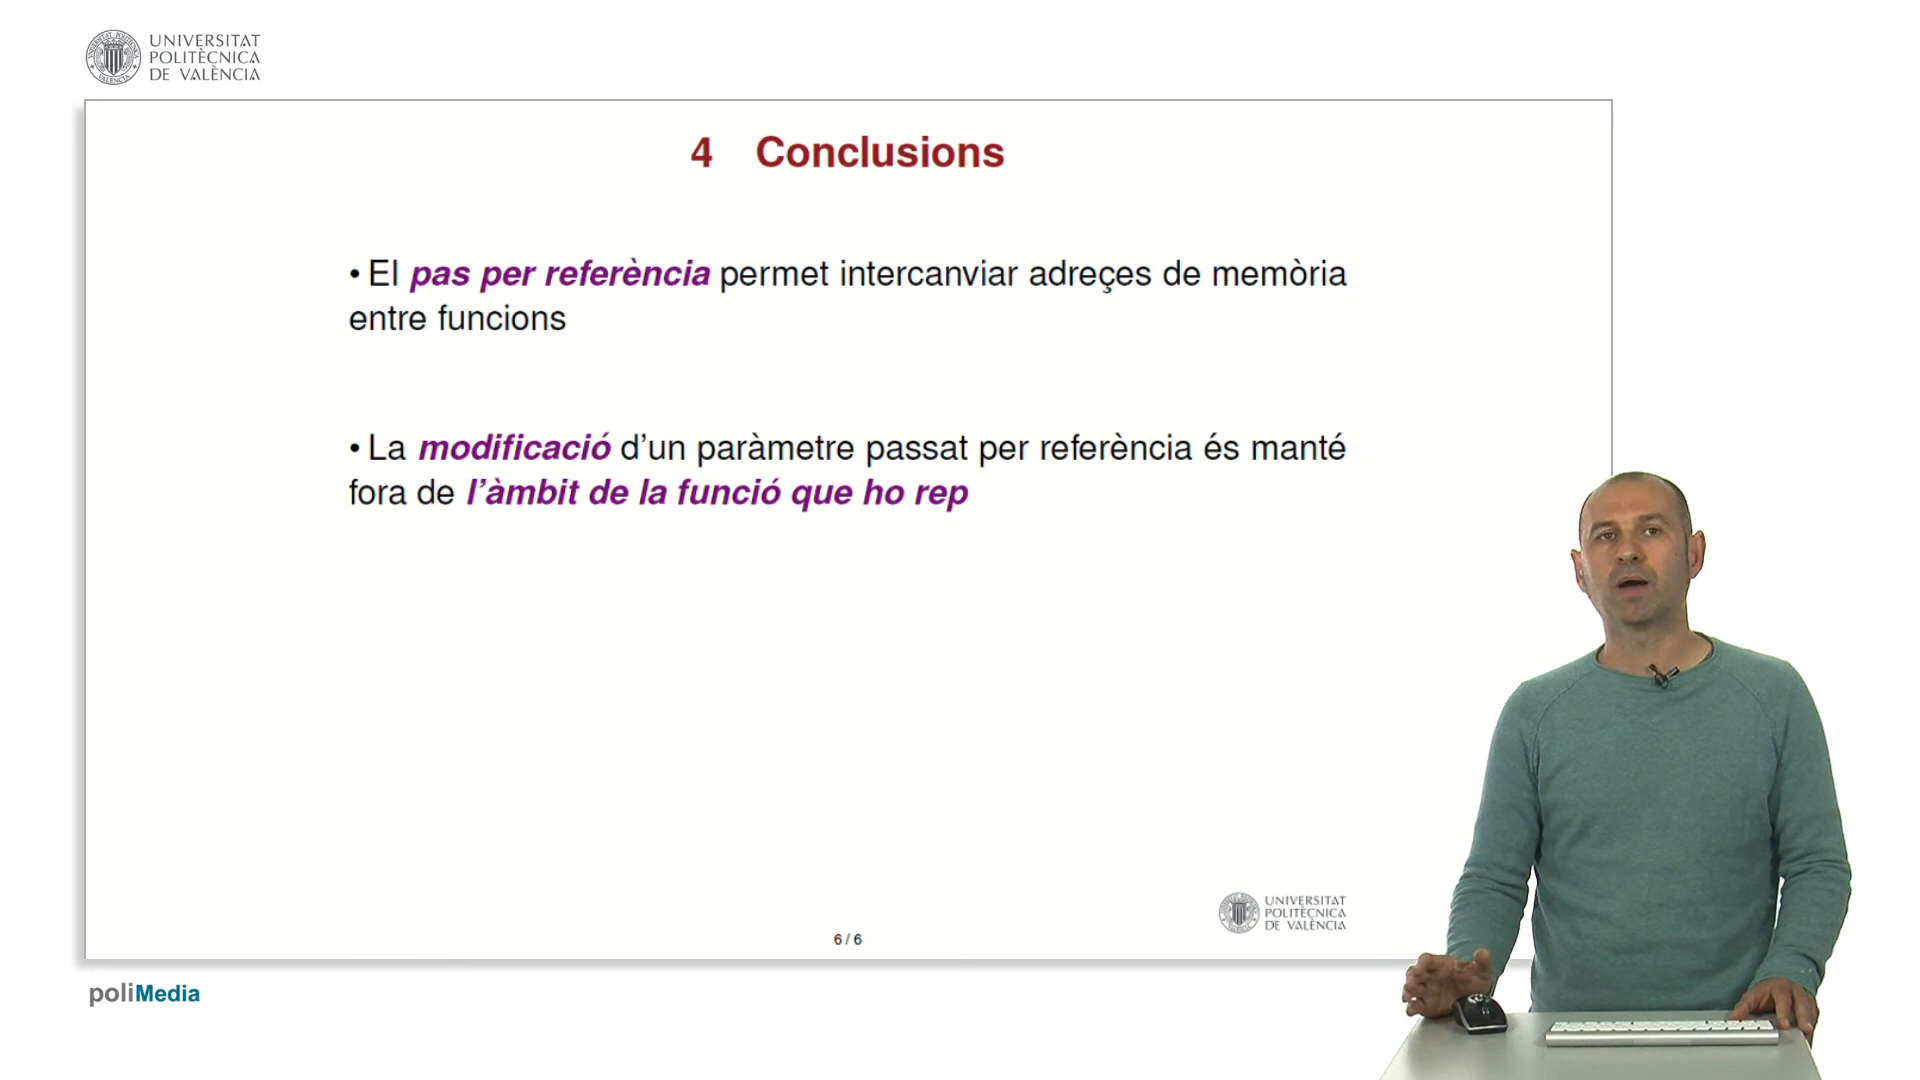 UNIVERSITAT
POLITÈCNICA
DE VALÈNCIA
4 Conclusions
• El pas per referència permet intercanviar adreçes de memòria
entre funcions
• La modificació d’un paràmetre passat per referència és manté
fora de l’àmbit de la funció que ho rep
UNIVERSITAT
POLITÈCNICA
DE VALÈNCIA
6 / 6
poliMedia